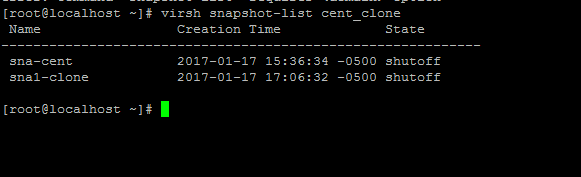 [root@localhost ~]# virsh snapshot-list cent_clone
Name Creation Time State
------------------------------------------------------------
sna-cent 2017-01-17 15:36:34 -0500 shutoff
sna1-clone 2017-01-17 17:06:32 -0500 shutoff
[root@localhost ~]#